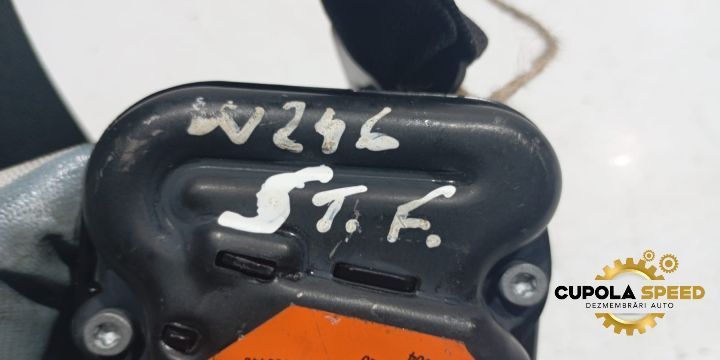 W246
ST.F.
CUPOLA SPEED
DEZMEMBRĂRI AUTO